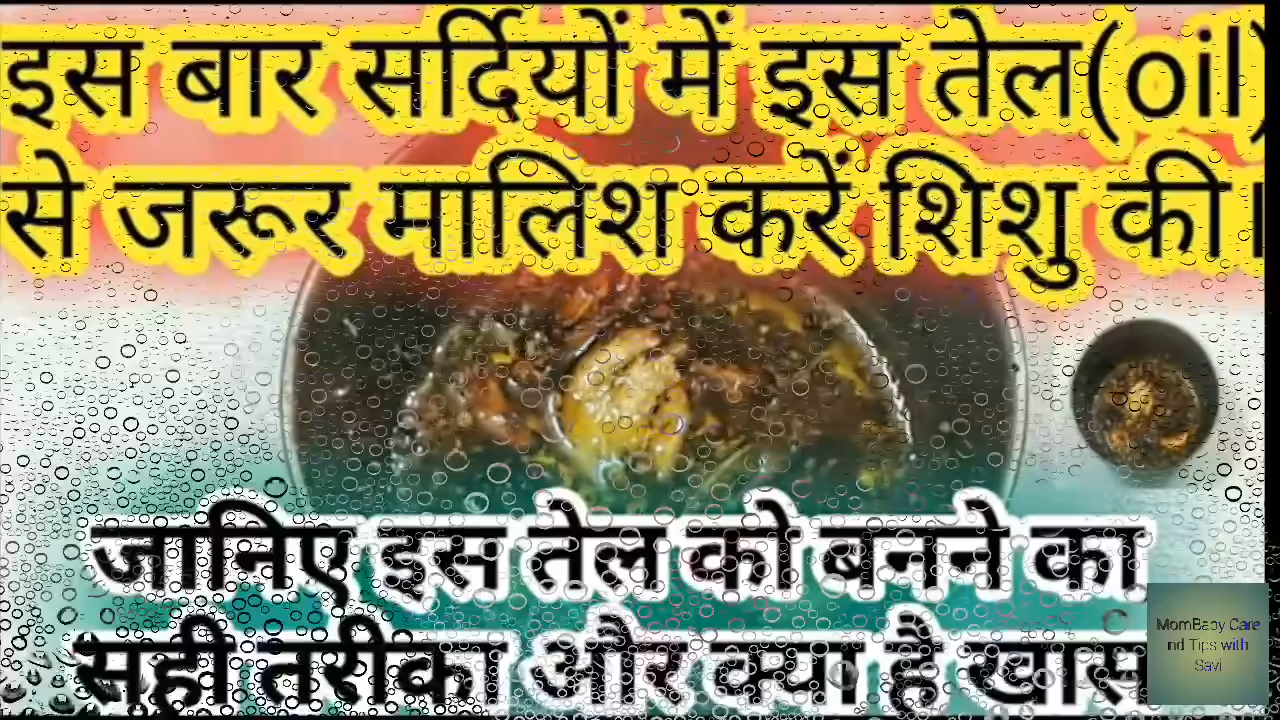 इस बार सर्दियों में इस तेल(oil)
से जरूर मालिश करें शिशु की।
जानिए इस तेल को बनने का
सही तरीका और क्या है खास
MomBaby Care
nd Tips with
Savi